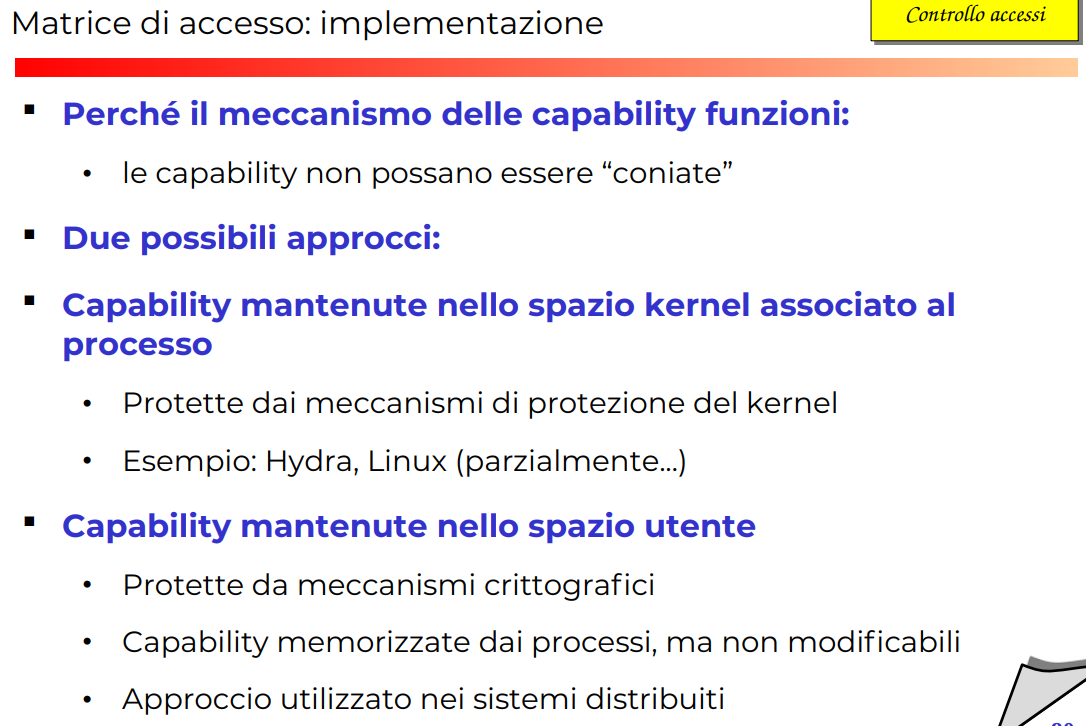 Matrice di accesso: implementazione
Controllo accessi
▪ Perché il meccanismo delle capability funzioni:
• le capability non possano essere “coniate”
▪ Due possibili approcci:
▪ Capability mantenute nello spazio kernel associato al
processo
• Protette dai meccanismi di protezione del kernel
• Esempio: Hydra, Linux (parzialmente...)
▪ Capability mantenute nello spazio utente
• Protette da meccanismi crittografici
• Capability memorizzate dai processi, ma non modificabili
• Approccio utilizzato nei sistemi distribuiti